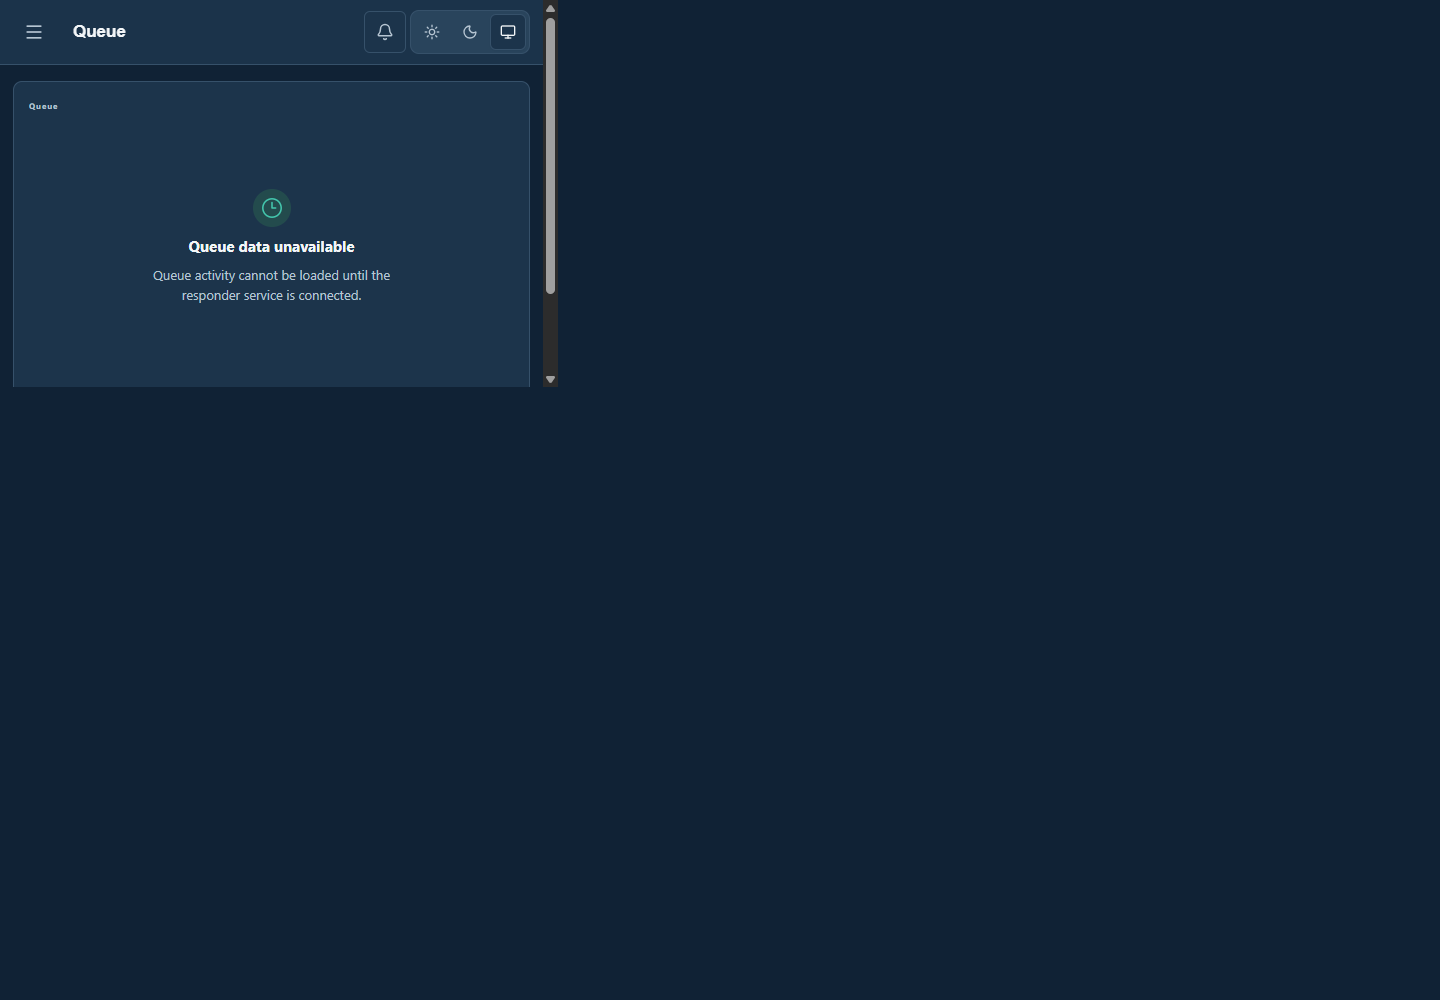 Queue
Queue
Queue data unavailable
Queue activity cannot be loaded until the
responder service is connected.